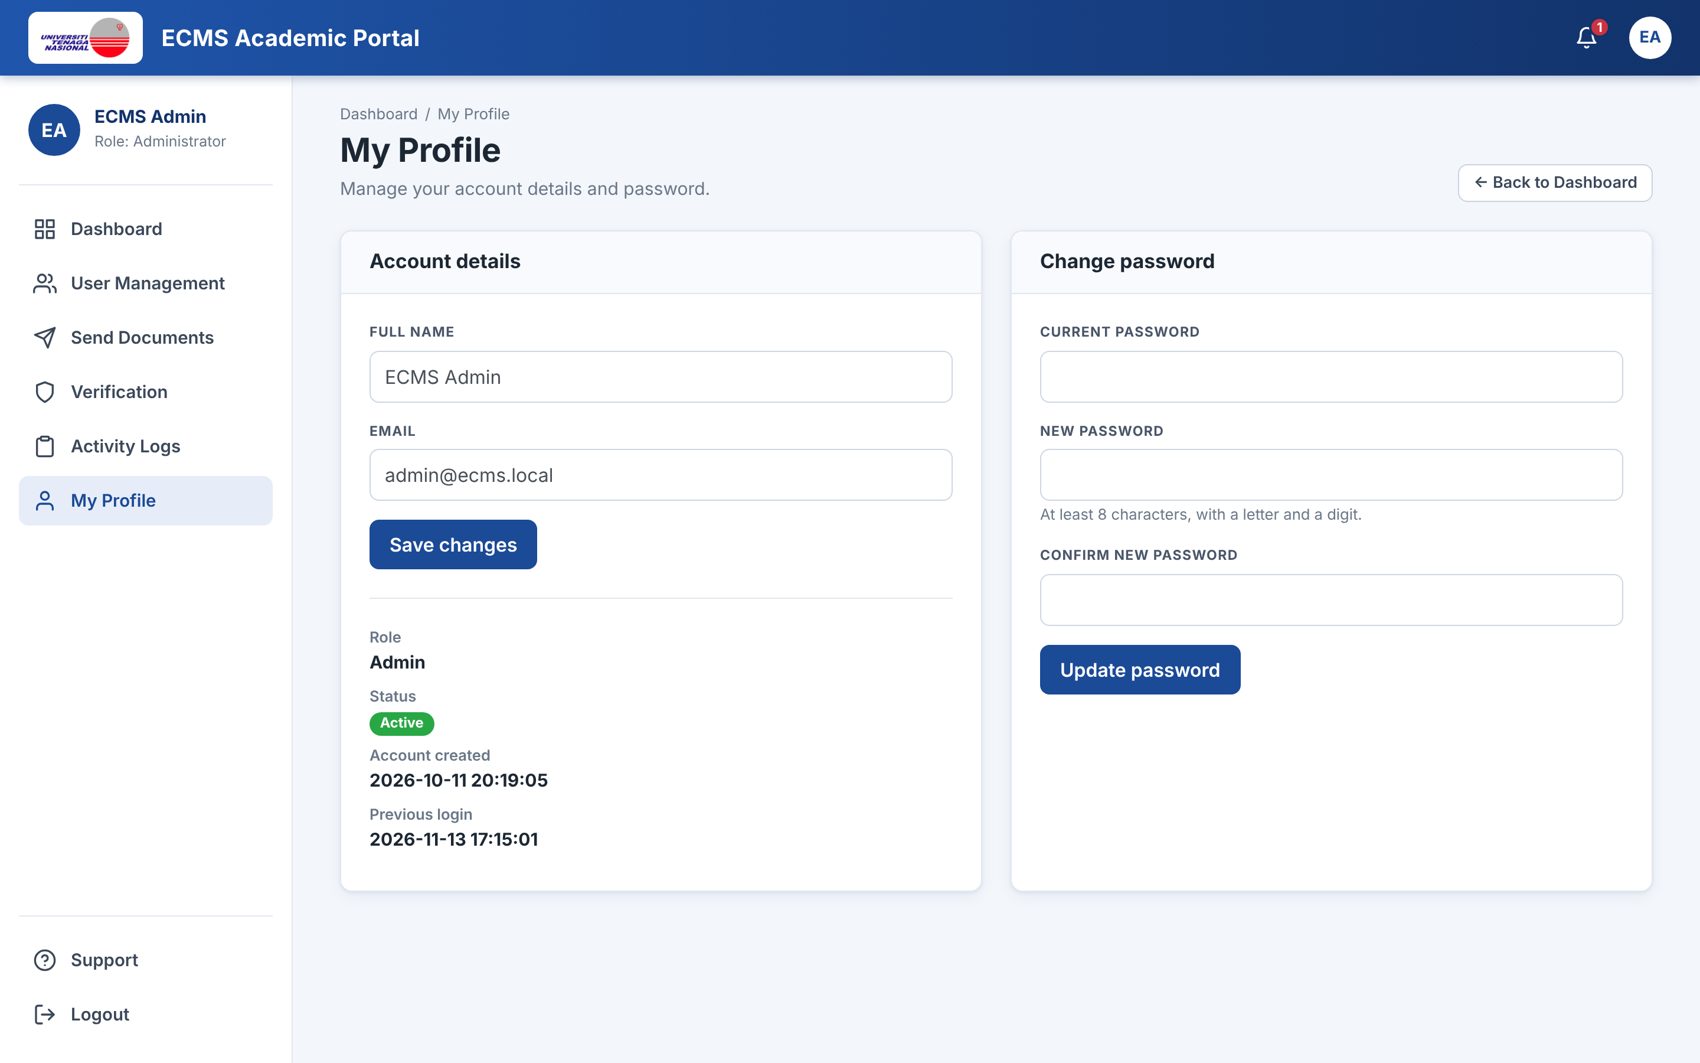 UNIVERSITI
TENAGA
NASIONAL
ECMS Academic Portal
1
EA
EA
ECMS Admin
Role: Administrator
Dashboard
User Management
Send Documents
Verification
Activity Logs
My Profile
Support
Logout
Dashboard / My Profile
My Profile
Manage your account details and password.
← Back to Dashboard
Account details
FULL NAME
ECMS Admin
EMAIL
admin@ecms.local
Save changes
Role
Admin
Status
Active
Account created
2026-10-11 20:19:05
Previous login
2026-11-13 17:15:01
Change password
CURRENT PASSWORD
NEW PASSWORD
At least 8 characters, with a letter and a digit.
CONFIRM NEW PASSWORD
Update password